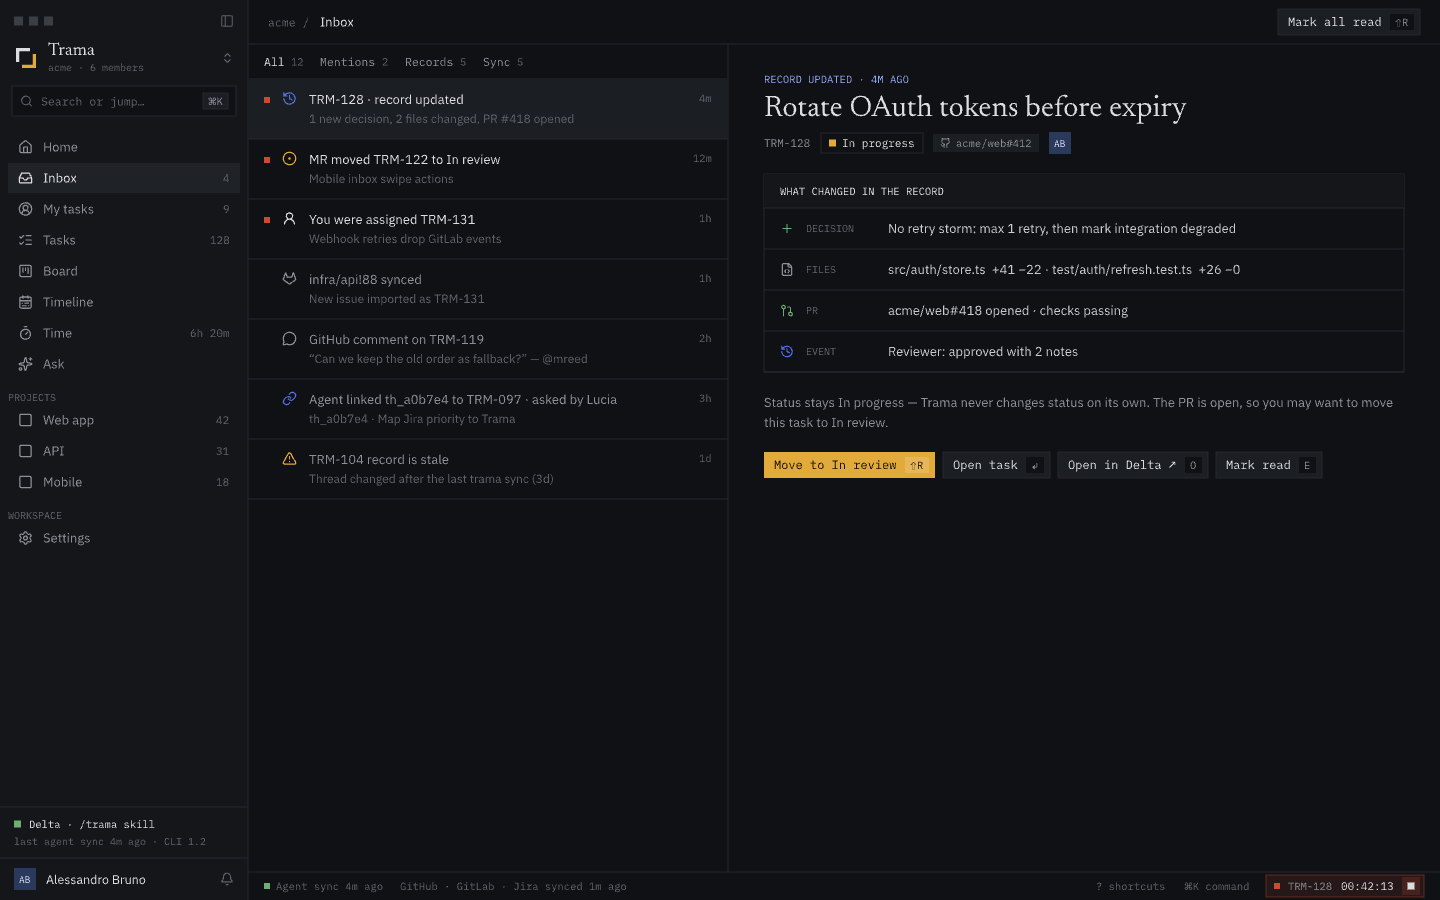 Trama
acme · 6 members
Search or jump… ⌘K
Home
Inbox 4
My tasks 9
Tasks 128
Board
Timeline
Time 6h 20m
Ask
PROJECTS
Web app 42
API 31
Mobile 18
WORKSPACE
Settings
Delta · /trama skill
last agent sync 4m ago · CLI 1.2
AB Alessandro Bruno
acme / Inbox
Mark all read ⇧R
All 12 Mentions 2 Records 5 Sync 5
TRM-128 · record updated 4m
1 new decision, 2 files changed, PR #418 opened
MR moved TRM-122 to In review 12m
Mobile inbox swipe actions
You were assigned TRM-131 1h
Webhook retries drop GitLab events
infra/api!88 synced 1h
New issue imported as TRM-131
GitHub comment on TRM-119 2h
“Can we keep the old order as fallback?” — @mreed
Agent linked th_a0b7e4 to TRM-097 · asked by Lucia 3h
th_a0b7e4 · Map Jira priority to Trama
TRM-104 record is stale 1d
Thread changed after the last trama sync (3d)
RECORD UPDATED · 4M AGO
Rotate OAuth tokens before expiry
TRM-128 In progress acme/web#412 AB
WHAT CHANGED IN THE RECORD
DECISION No retry storm: max 1 retry, then mark integration degraded
FILES src/auth/store.ts +41 −22 · test/auth/refresh.test.ts +26 −0
PR acme/web#418 opened · checks passing
EVENT Reviewer: approved with 2 notes
Status stays In progress — Trama never changes status on its own. The PR is open, so you may want to move
this task to In review.
Move to In review ⇧R Open task ↲ Open in Delta ↗ O Mark read E
Agent sync 4m ago GitHub · GitLab · Jira synced 1m ago
? shortcuts ⌘K command TRM-128 00:42:13